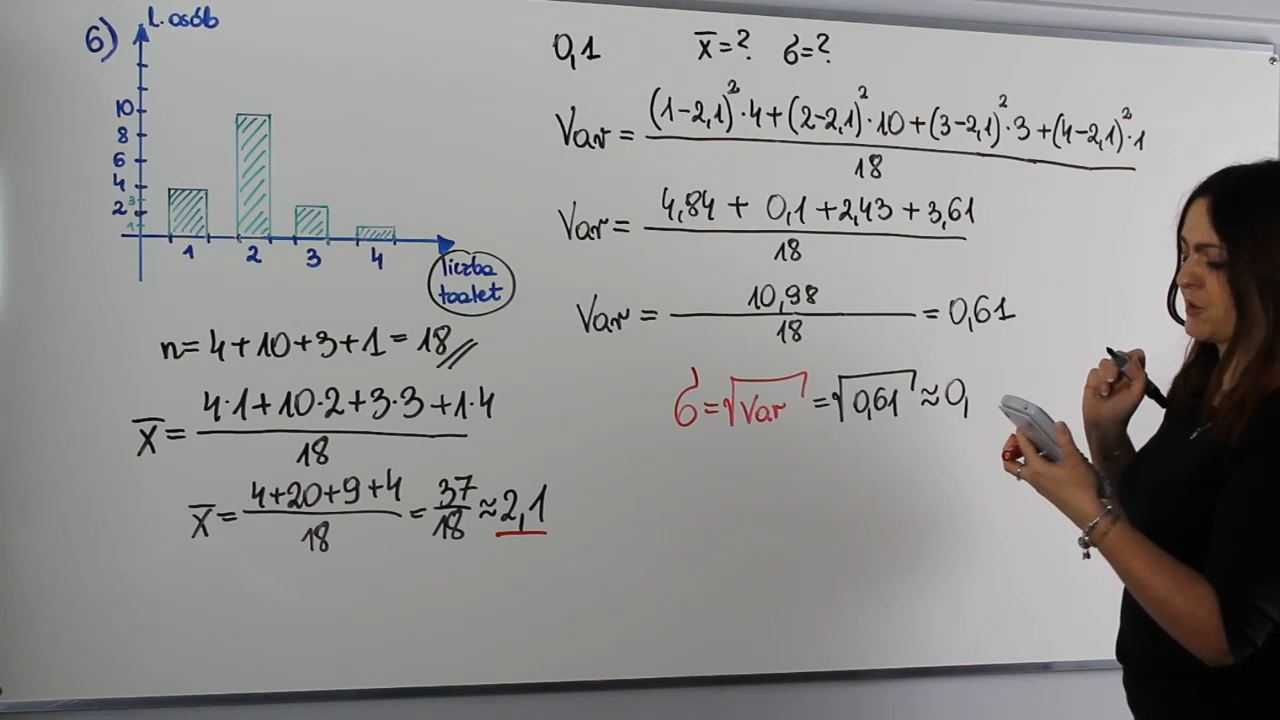 6)
l. osób
10
8
6
4
3
2
1
1 2 3 4
liczba
toalet
n=4+10+3+1=18
x̅ = (4·1+10·2+3·3+1·4)/18
x̅ = (4+20+9+4)/18 = 37/18 ≈ 2,1
0,1 x̅=? σ=?
Var = ((1-2,1)²·4+(2-2,1)²·10+(3-2,1)²·3+(4-2,1)²·1)/18
Var = (4,84 + 0,1+2,43+3,61)/18
Var = 10,98/18 = 0,61
σ=√Var = √0,61 ≈ 0,